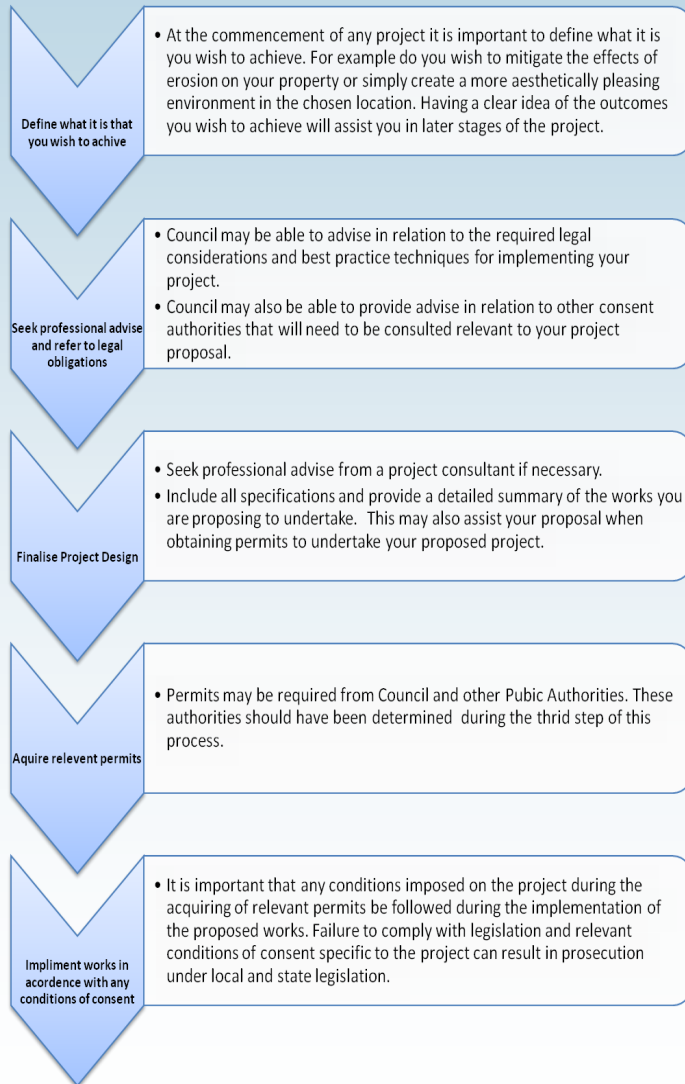 Define what it is that
you wish to achive
• At the commencement of any project it is important to define what it is
you wish to achieve. For example do you wish to mitigate the effects of
erosion on your property or simply create a more aesthetically pleasing
environment in the chosen location. Having a clear idea of the outcomes
you wish to achieve will assist you in later stages of the project.
Seek professional advise
and refer to legal
obligations
• Council may be able to advise in relation to the required legal
considerations and best practice techniques for implementing your
project.
• Council may also be able to provide advise in relation to other consent
authorities that will need to be consulted relevant to your project
proposal.
Finalise Project Design
• Seek professional advise from a project consultant if necessary.
• Include all specifications and provide a detailed summary of the works you
are proposing to undertake. This may also assist your proposal when
obtaining permits to undertake your proposed project.
Aquire relevent permits
• Permits may be required from Council and other Pubic Authorities. These
authorities should have been determined during the thrid step of this
process.
Impliment works in
acordence with any
conditions of consent
• It is important that any conditions imposed on the project during the
acquiring of relevant permits be followed during the implementation of
the proposed works. Failure to comply with legislation and relevant
conditions of consent specific to the project can result in prosecution
under local and state legislation.